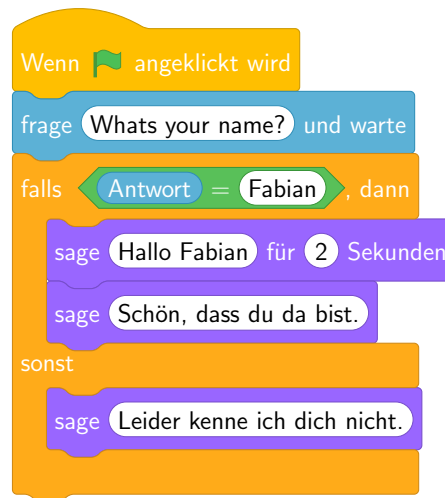 Wenn angeklickt wird
frage Whats your name? und warte
falls Antwort = Fabian , dann
sage Hallo Fabian für 2 Sekunden
sage Schön, dass du da bist.
sonst
sage Leider kenne ich dich nicht.